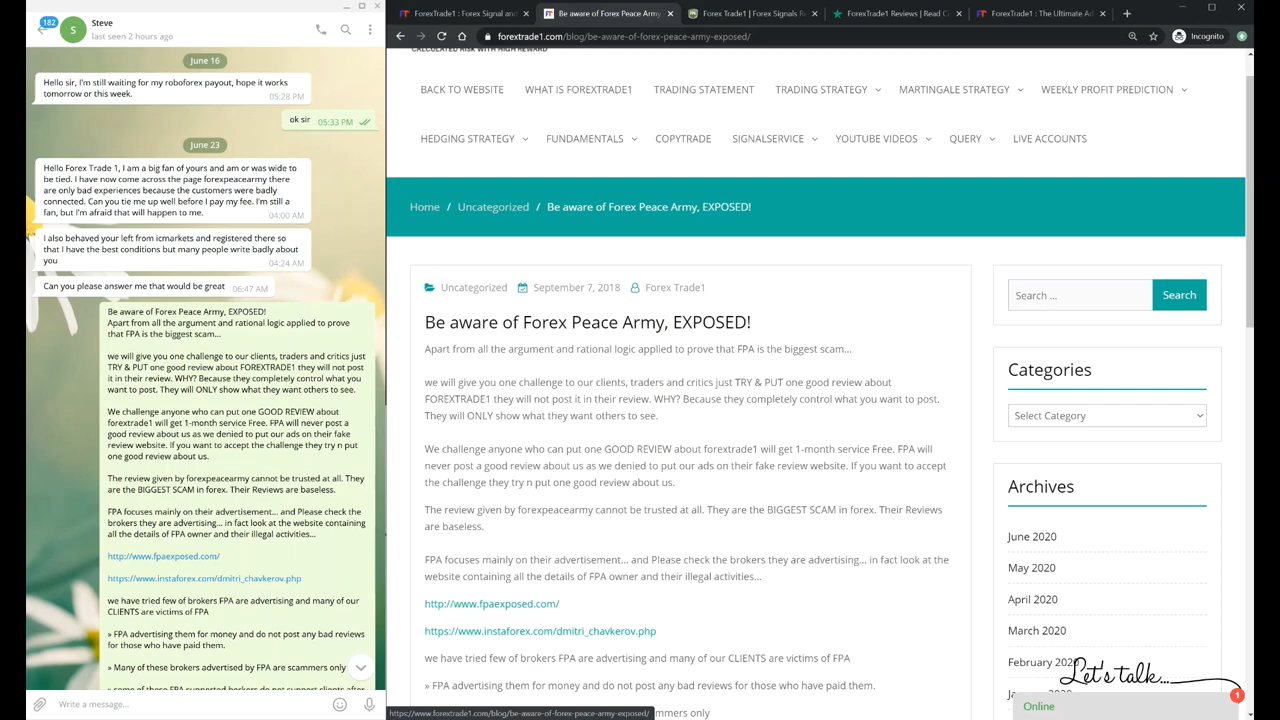 182
S
Steve
last seen 2 hours ago
June 16
Hello sir, I'm still waiting for my roboforex payout, hope it works
tomorrow or this week.
05:28 PM
ok sir
05:33 PM
June 23
Hello Forex Trade 1, I am a big fan of yours and am or was wide to
be tied. I have now come across the page forexpeacearmy there
are only bad experiences because the customers were badly
connected. Can you tie me up well before I pay my fee. I'm still a
fan, but I'm afraid that will happen to me.
04:00 AM
I also behaved your left from icmarkets and registered there so
that I have the best conditions but many people write badly about
you
04:24 AM
Can you please answer me that would be great
06:47 AM
Be aware of Forex Peace Army, EXPOSED!
Apart from all the argument and rational logic applied to prove
that FPA is the biggest scam...
we will give you one challenge to our clients, traders and critics just
TRY & PUT one good review about FOREXTRADE1 they will not post
it in their review. WHY? Because they completely control what you
want to post. They will ONLY show what they want others to see.
We challenge anyone who can put one GOOD REVIEW about
forextrade1 will get 1-month service Free. FPA will never post a
good review about us as we denied to put our ads on their fake
review website. If you want to accept the challenge they try n put
one good review about us.
The review given by forexpeacearmy cannot be trusted at all. They
are the BIGGEST SCAM in forex. Their Reviews are baseless.
FPA focuses mainly on their advertisement... and Please check the
brokers they are advertising... in fact look at the website containing
all the details of FPA owner and their illegal activities...
http://www.fpaexposed.com/
https://www.instaforex.com/dmitri_chavkerov.php
we have tried few of brokers FPA are advertising and many of our
CLIENTS are victims of FPA
» FPA advertising them for money and do not post any bad reviews
for those who have paid them.
» Many of these brokers advertised by FPA are scammers only
» some of these FPA supported borkers do not support clients after
Write a message...
ForexTrade1 : Forex Signal and
Be aware of Forex Peace Army,
Forex Trade1 | Forex Signals
ForexTrade1 Reviews | Read C
ForexTrade1 : The Ultimate Ad
forextrade1.com/blog/be-aware-of-forex-peace-army-exposed/
Incognito
CALCULATED RISK WITH HIGH REWARD
BACK TO WEBSITE WHAT IS FOREXTRADE1 TRADING STATEMENT TRADING STRATEGY MARTINGALE STRATEGY WEEKLY PROFIT PREDICTION
HEDGING STRATEGY FUNDAMENTALS COPYTRADE SIGNALSERVICE YOUTUBE VIDEOS QUERY LIVE ACCOUNTS
Home / Uncategorized / Be aware of Forex Peace Army, EXPOSED!
Uncategorized September 7, 2018 Forex Trade1
Be aware of Forex Peace Army, EXPOSED!
Apart from all the argument and rational logic applied to prove that FPA is the biggest scam...
we will give you one challenge to our clients, traders and critics just TRY & PUT one good review about
FOREXTRADE1 they will not post it in their review. WHY? Because they completely control what you want to post.
They will ONLY show what they want others to see.
We challenge anyone who can put one GOOD REVIEW about forextrade1 will get 1-month service Free. FPA will
never post a good review about us as we denied to put our ads on their fake review website. If you want to accept
the challenge they try n put one good review about us.
The review given by forexpeacearmy cannot be trusted at all. They are the BIGGEST SCAM in forex. Their Reviews
are baseless.
FPA focuses mainly on their advertisement... and Please check the brokers they are advertising... in fact look at the
website containing all the details of FPA owner and their illegal activities...
http://www.fpaexposed.com/
https://www.instaforex.com/dmitri_chavkerov.php
we have tried few of brokers FPA are advertising and many of our CLIENTS are victims of FPA
» FPA advertising them for money and do not post any bad reviews for those who have paid them.
ammers only
https://www.forextrade1.com/blog/be-aware-of-forex-peace-army-exposed/
Search ...
Search
Categories
Select Category
Archives
June 2020
May 2020
April 2020
March 2020
February 2020
Let's talk...
1
Online